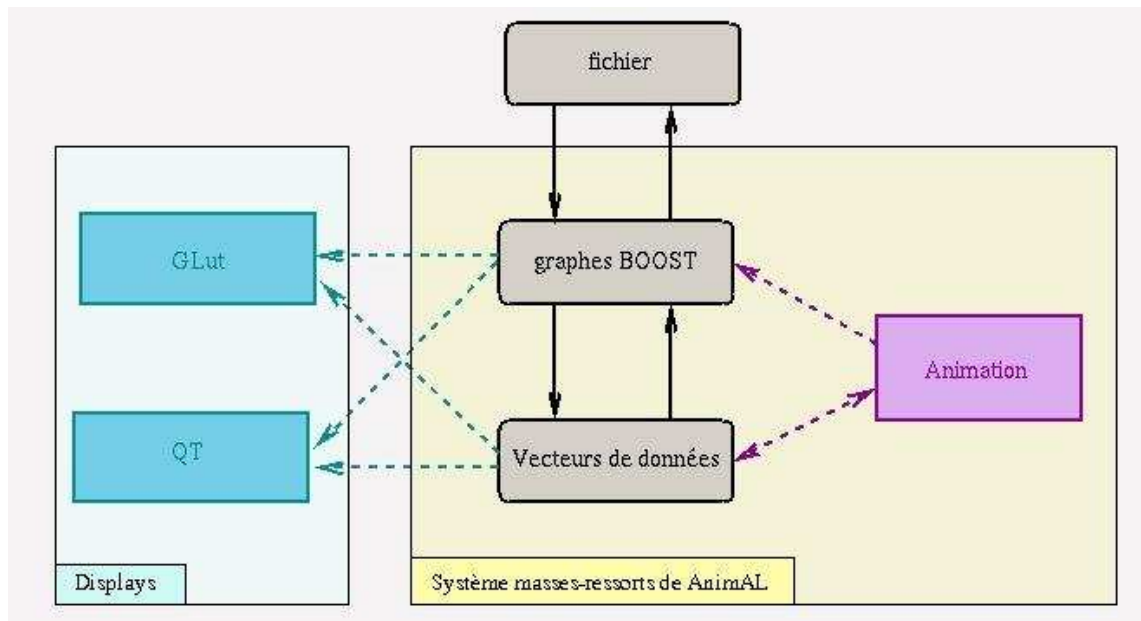 fichier
GLut
graphes BOOST
Animation
QT
Vecteurs de données
Displays
Système masses-ressorts de AnimAL